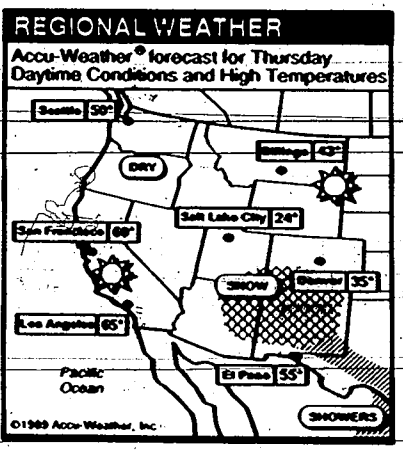 REGIONAL WEATHER
Accu-Weather® forecast for Thursday
Daytime Conditions and High Temperatures
Seattle 50°
Billings 43°
DRY
Salt Lake City 24°
San Francisco 60°
SNOW
Denver 35°
Los Angeles 65°
El Paso 55°
Pacific
Ocean
SHOWERS
©1989 Accu-Weather, Inc.